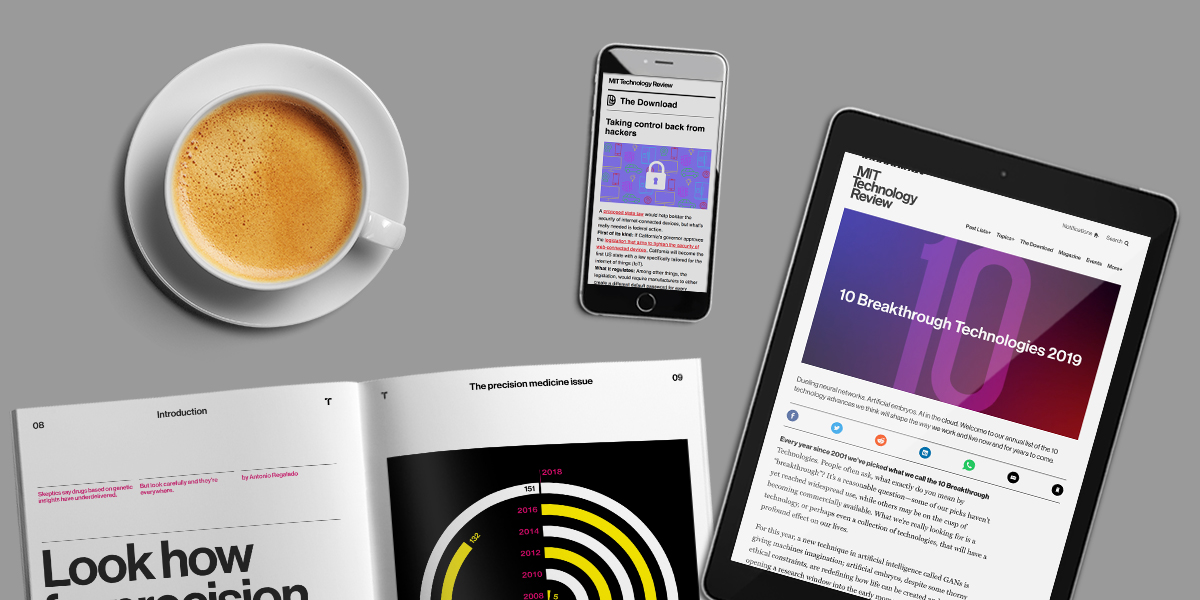 MIT Technology Review
The Download
Taking control back from
hackers
A proposed state law would help bolster the
security of internet-connected devices, but what's
really needed is federal action.
First of its kind: If California's governor approves
the legislation that aims to tighten the security of
web-connected devices, California will become the
first US state with a law specifically tailored for the
internet of things (IoT).
What it regulates: Among other things, the
legislation, would require manufacturers to either
create a different default password for every
MIT
Technology
Review
Notifications
Search
Past Lists+ Topics+ The Download Magazine Events More+
10
10 Breakthrough Technologies 2019
Dueling neural networks. Artificial embryos. AI in the cloud. Welcome to our annual list of the 10
technology advances we think will shape the way we work and live now and for years to come.
Every year since 2001 we've picked what we call the 10 Breakthrough
Technologies. People often ask, what exactly do you mean by
"breakthrough"? It's a reasonable question—some of our picks haven't
yet reached widespread use, while others may be on the cusp of
becoming commercially available. What we're really looking for is a
technology, or perhaps even a collection of technologies, that will have a
profound effect on our lives.
For this year, a new technique in artificial intelligence called GANs is
giving machines imagination; artificial embryos, despite some thorny
ethical constraints, are redefining how life can be created and
opening a research window into the early
08
Introduction
T
Skeptics say drugs based on genetic
insights have underdelivered.
But look carefully and they're
everywhere.
by Antonio Regalado
Look how
precision
T
The precision medicine issue
09
2018
151
2016
132
2014
2012
2010
2008
5